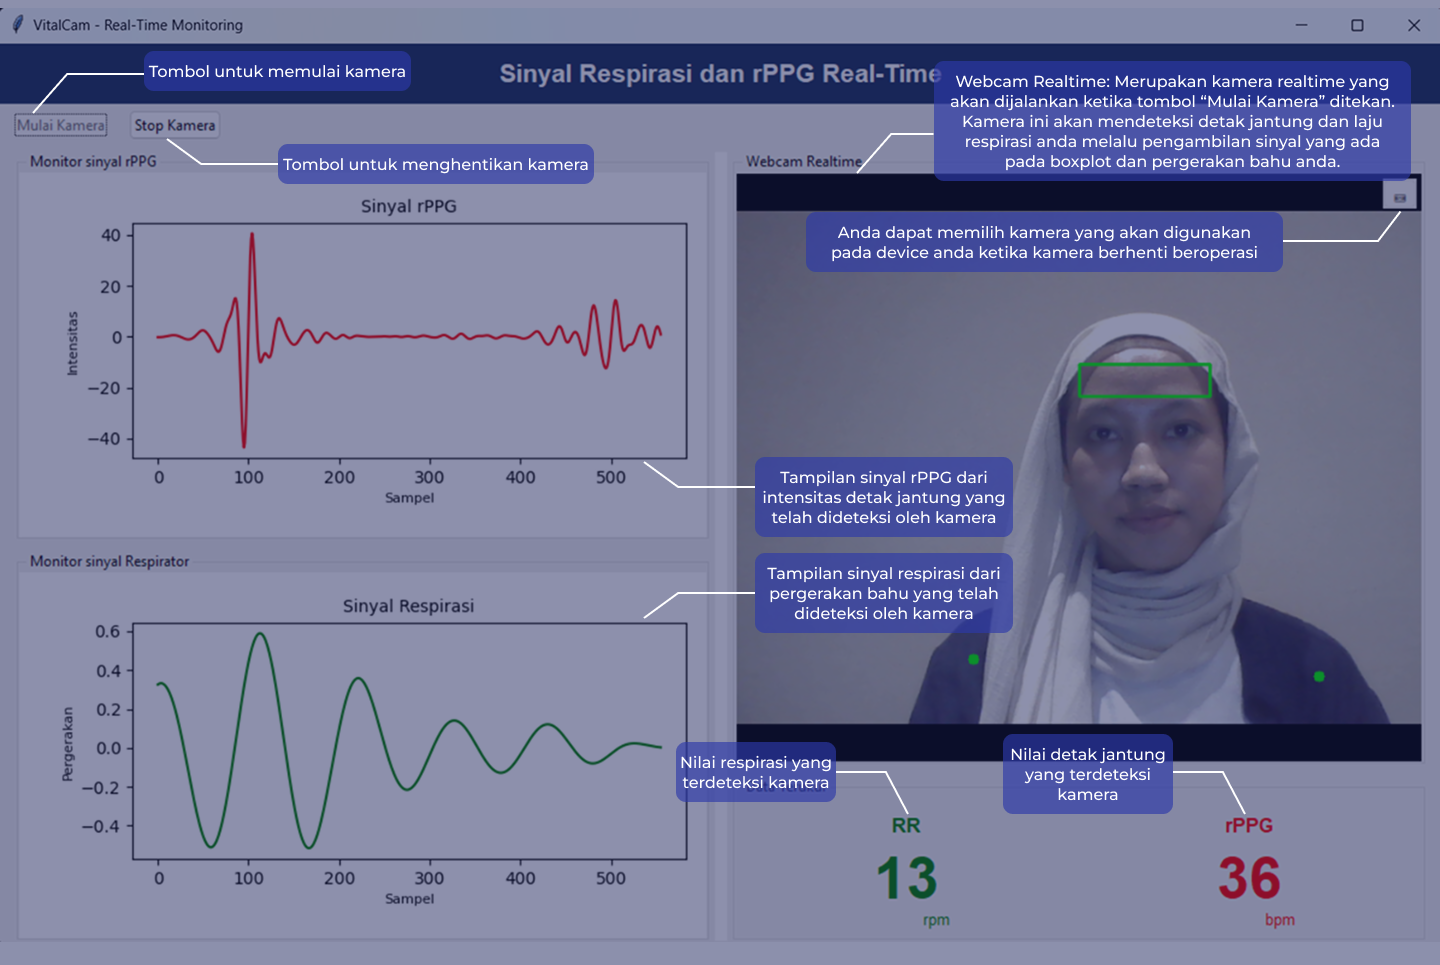 VitalCam - Real-Time Monitoring
Sinyal Respirasi dan rPPG Real-Time
Tombol untuk memulai kamera
Mulai Kamera
Stop Kamera
Tombol untuk menghentikan kamera
Webcam Realtime: Merupakan kamera realtime yang
akan dijalankan ketika tombol “Mulai Kamera” ditekan.
Kamera ini akan mendeteksi detak jantung dan laju
respirasi anda melalu pengambilan sinyal yang ada
pada boxplot dan pergerakan bahu anda.
Monitor sinyal rPPG
Sinyal rPPG
40
20
0
−20
−40
Intensitas
0 100 200 300 400 500
Sampel
Webcam Realtime
Anda dapat memilih kamera yang akan digunakan
pada device anda ketika kamera berhenti beroperasi
Tampilan sinyal rPPG dari
intensitas detak jantung yang
telah dideteksi oleh kamera
Monitor sinyal Respirator
Sinyal Respirasi
0.6
0.4
0.2
0.0
−0.2
−0.4
Pergerakan
0 100 200 300 400 500
Sampel
Tampilan sinyal respirasi dari
pergerakan bahu yang telah
dideteksi oleh kamera
Nilai respirasi yang
terdeteksi kamera
Nilai detak jantung
yang terdeteksi
kamera
RR
13
rpm
rPPG
36
bpm